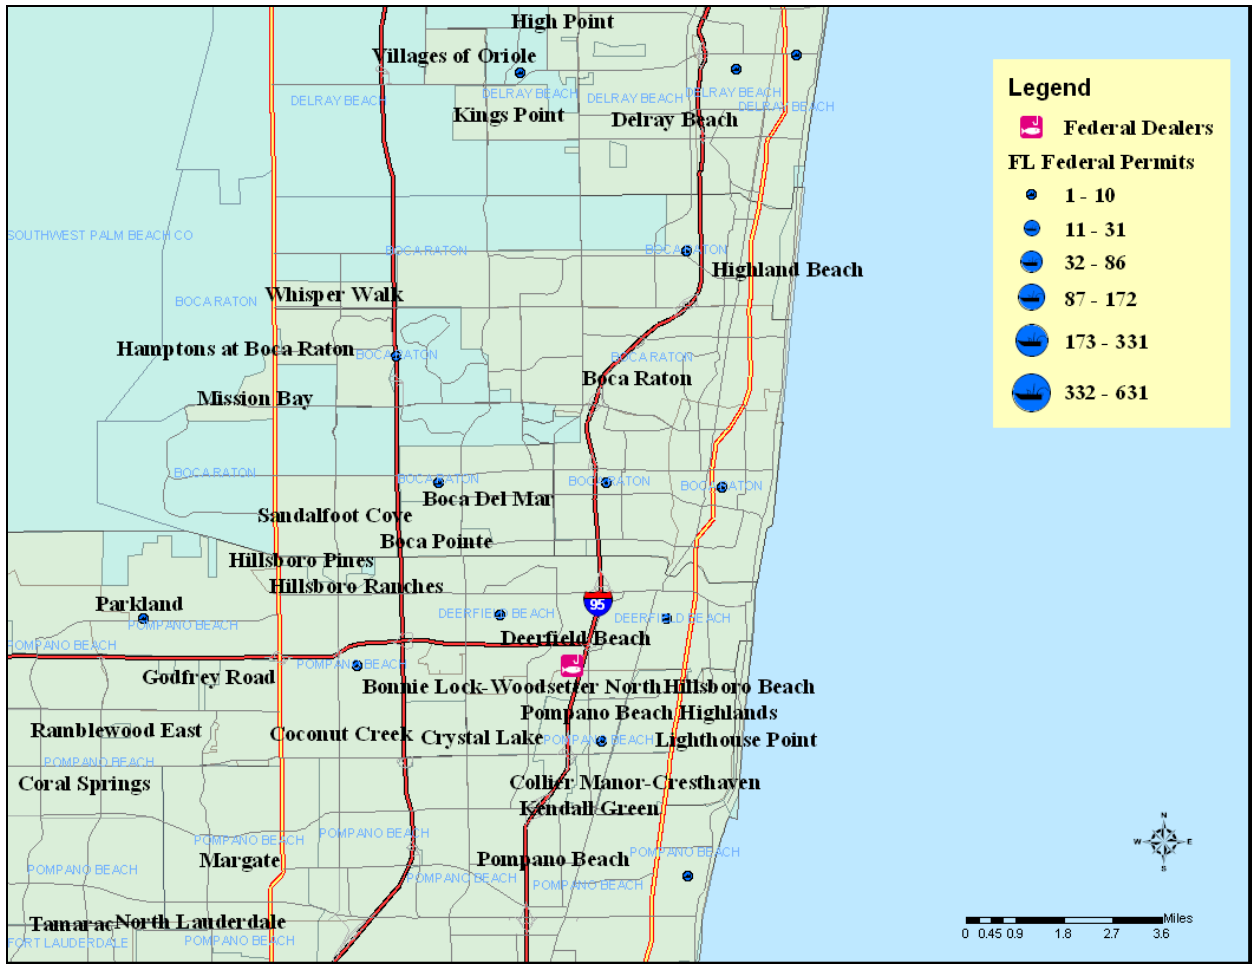 High Point
Villages of Oriole
DELRAY BEACH
DELRAY BEACH
DELRAY BEACH
DELRAY BEACH
DELRAY BEACH
Kings Point
Delray Beach
SOUTHWEST PALM BEACH CO
BOCA RATON
BOCA RATON
Highland Beach
Whisper Walk
BOCA RATON
Hamptons at Boca Raton
BOCA RATON
BOCA RATON
Boca Raton
Mission Bay
BOCA RATON
BOCA RATON
BOCA RATON
BOCA RATON
Boca Del Mar
Sandalfoot Cove
Boca Pointe
Hillsboro Pines
Hillsboro Ranches
Parkland
95
DEERFIELD BEACH
DEERFIELD BEACH
POMPANO BEACH
Deerfield Beach
POMPANO BEACH
POMPANO BEACH
Godfrey Road
Bonnie Lock-Woodsetter North
Hillsboro Beach
Pompano Beach Highlands
Ramblewood East
Coconut Creek
Crystal Lake
POMPANO BEACH
Lighthouse Point
POMPANO BEACH
Coral Springs
Collier Manor-Cresthaven
Kendall Green
POMPANO BEACH
POMPANO BEACH
Margate
Pompano Beach
POMPANO BEACH
POMPANO BEACH
POMPANO BEACH
POMPANO BEACH
Tamarac
North Lauderdale
FORT LAUDERDALE
POMPANO BEACH
Legend
Federal Dealers
FL Federal Permits
1 - 10
11 - 31
32 - 86
87 - 172
173 - 331
332 - 631
N
W E
S
Miles
0 0.45 0.9 1.8 2.7 3.6